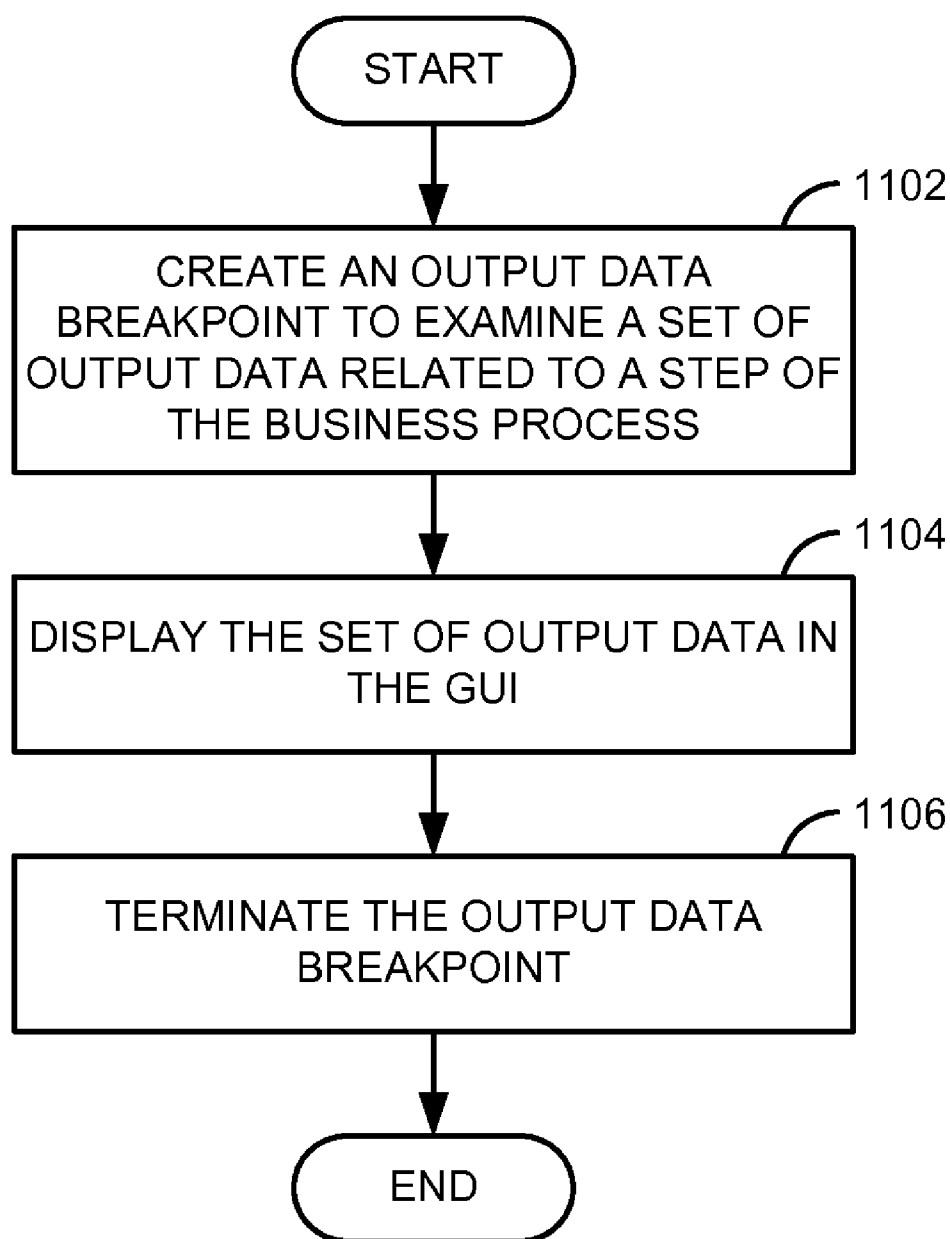 START
1102
CREATE AN OUTPUT DATA
BREAKPOINT TO EXAMINE A SET OF
OUTPUT DATA RELATED TO A STEP OF
THE BUSINESS PROCESS
1104
DISPLAY THE SET OF OUTPUT DATA IN
THE GUI
1106
TERMINATE THE OUTPUT DATA
BREAKPOINT
END